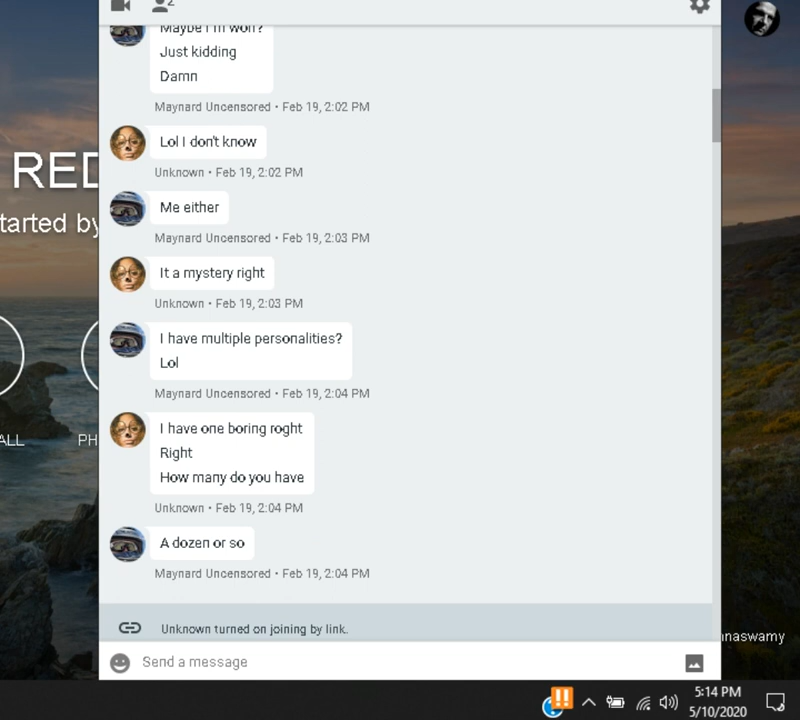 2
Maybe I'm won?
Just kidding
Damn
Maynard Uncensored • Feb 19, 2:02 PM
Lol I don't know
Unknown • Feb 19, 2:02 PM
Me either
Maynard Uncensored • Feb 19, 2:03 PM
It a mystery right
Unknown • Feb 19, 2:03 PM
I have multiple personalities?
Lol
Maynard Uncensored • Feb 19, 2:04 PM
I have one boring roght
Right
How many do you have
Unknown • Feb 19, 2:04 PM
A dozen or so
Maynard Uncensored • Feb 19, 2:04 PM
Unknown turned on joining by link.
Send a message
RED
tarted by
ALL
PH
nnaswamy
5:14 PM
5/10/2020